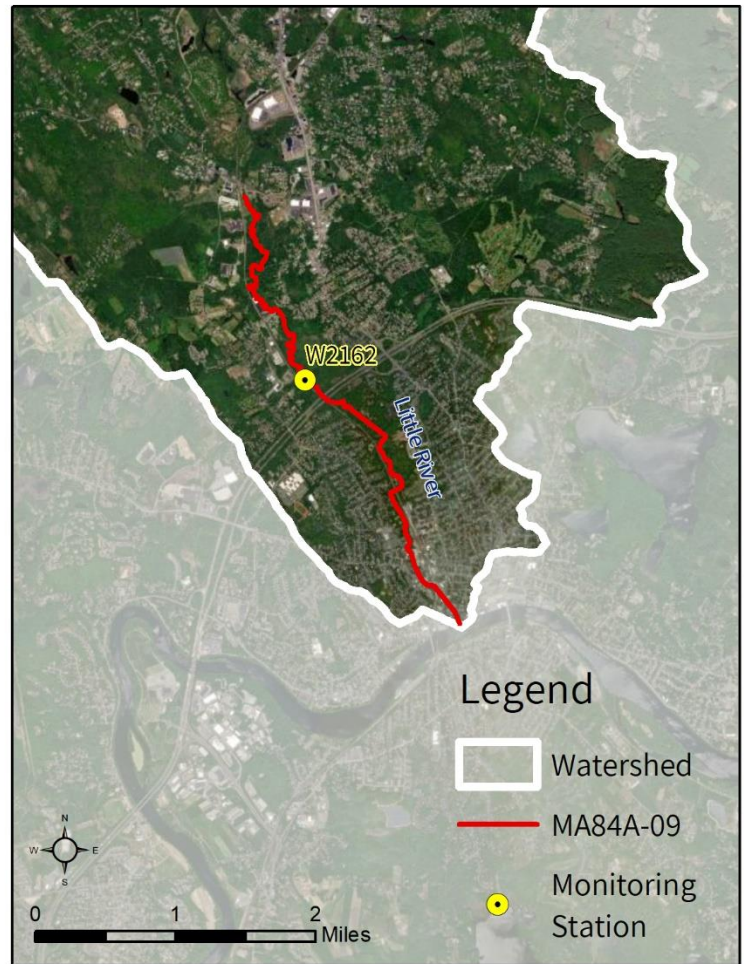 W2162
Little River
Legend
Watershed
MA84A-09
Monitoring
Station
N
W E
S
0 1 2
Miles